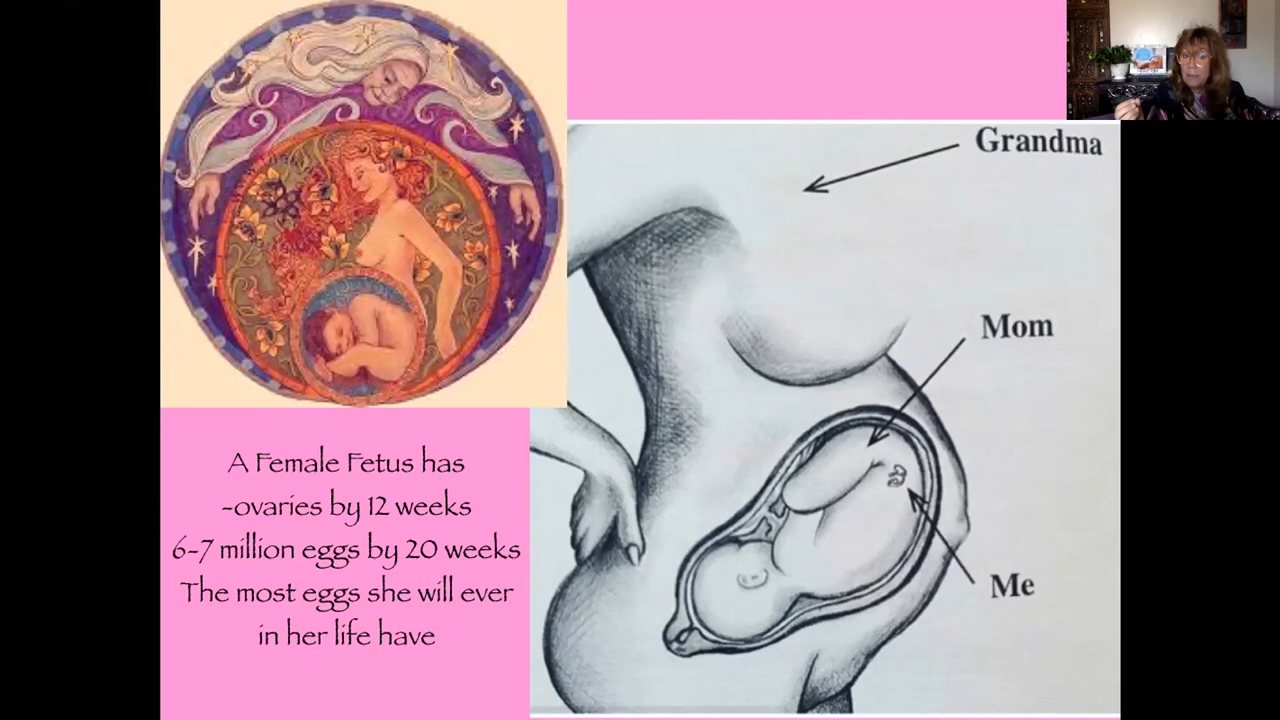 Grandma
Mom
Me
A Female Fetus has
-ovaries by 12 weeks
6-7 million eggs by 20 weeks
The most eggs she will ever
in her life have